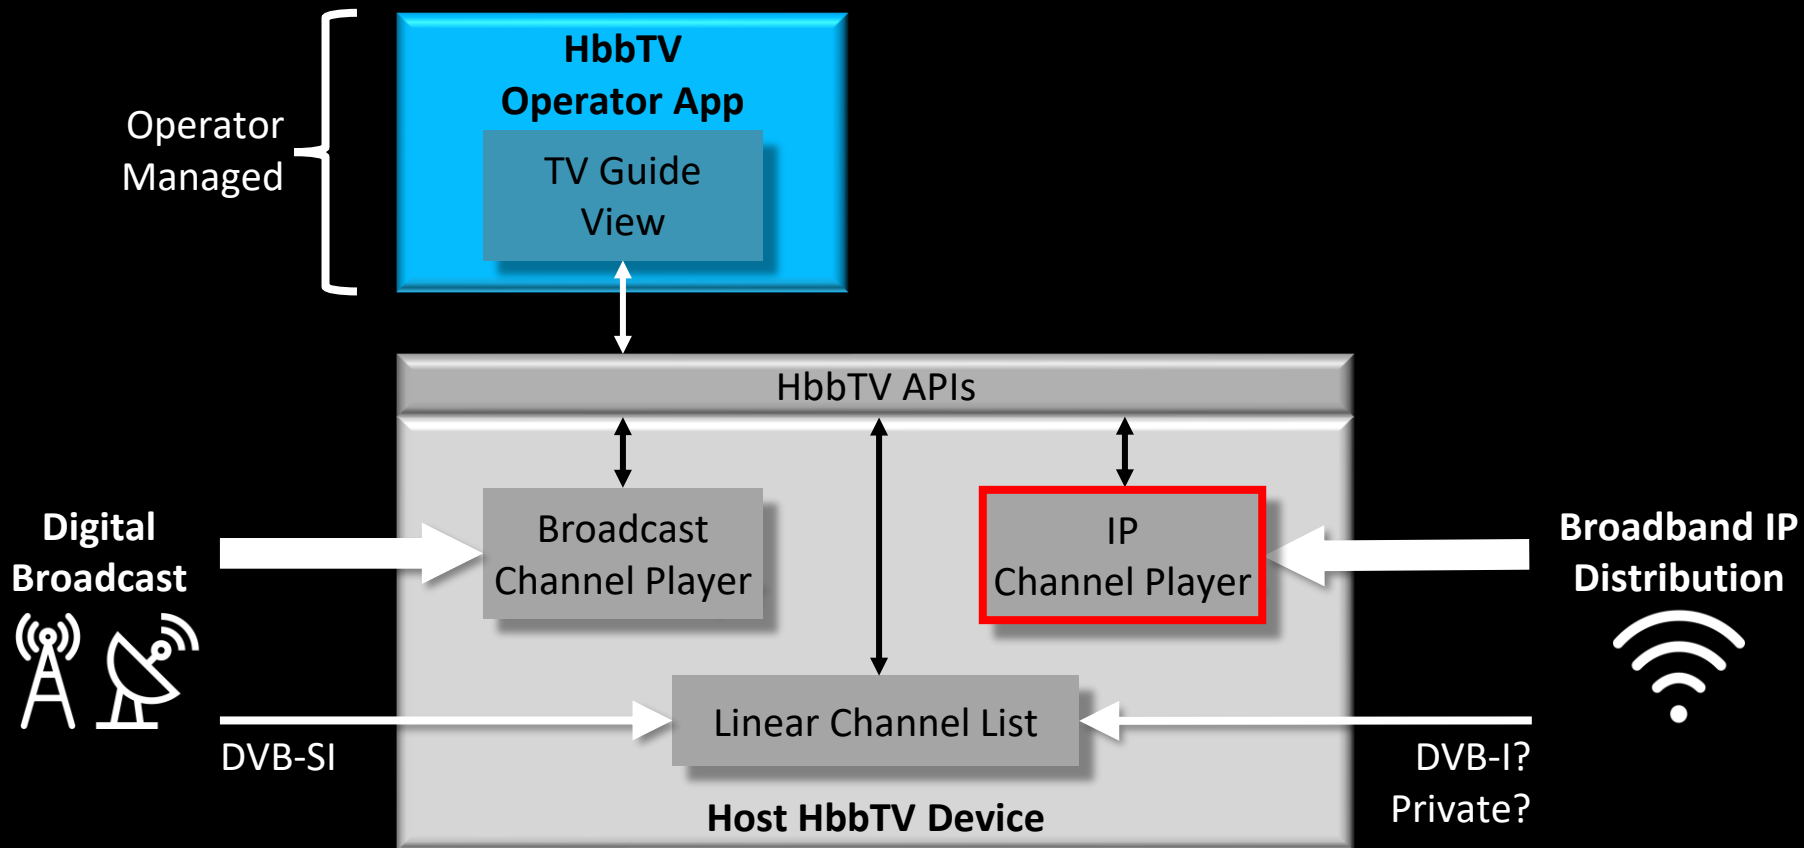 HbbTV
Operator App
Operator
Managed
TV Guide
View
HbbTV APIs
Digital
Broadcast
Broadcast
Channel Player
IP
Channel Player
Broadband IP
Distribution
Linear Channel List
DVB-SI
DVB-I?
Private?
Host HbbTV Device